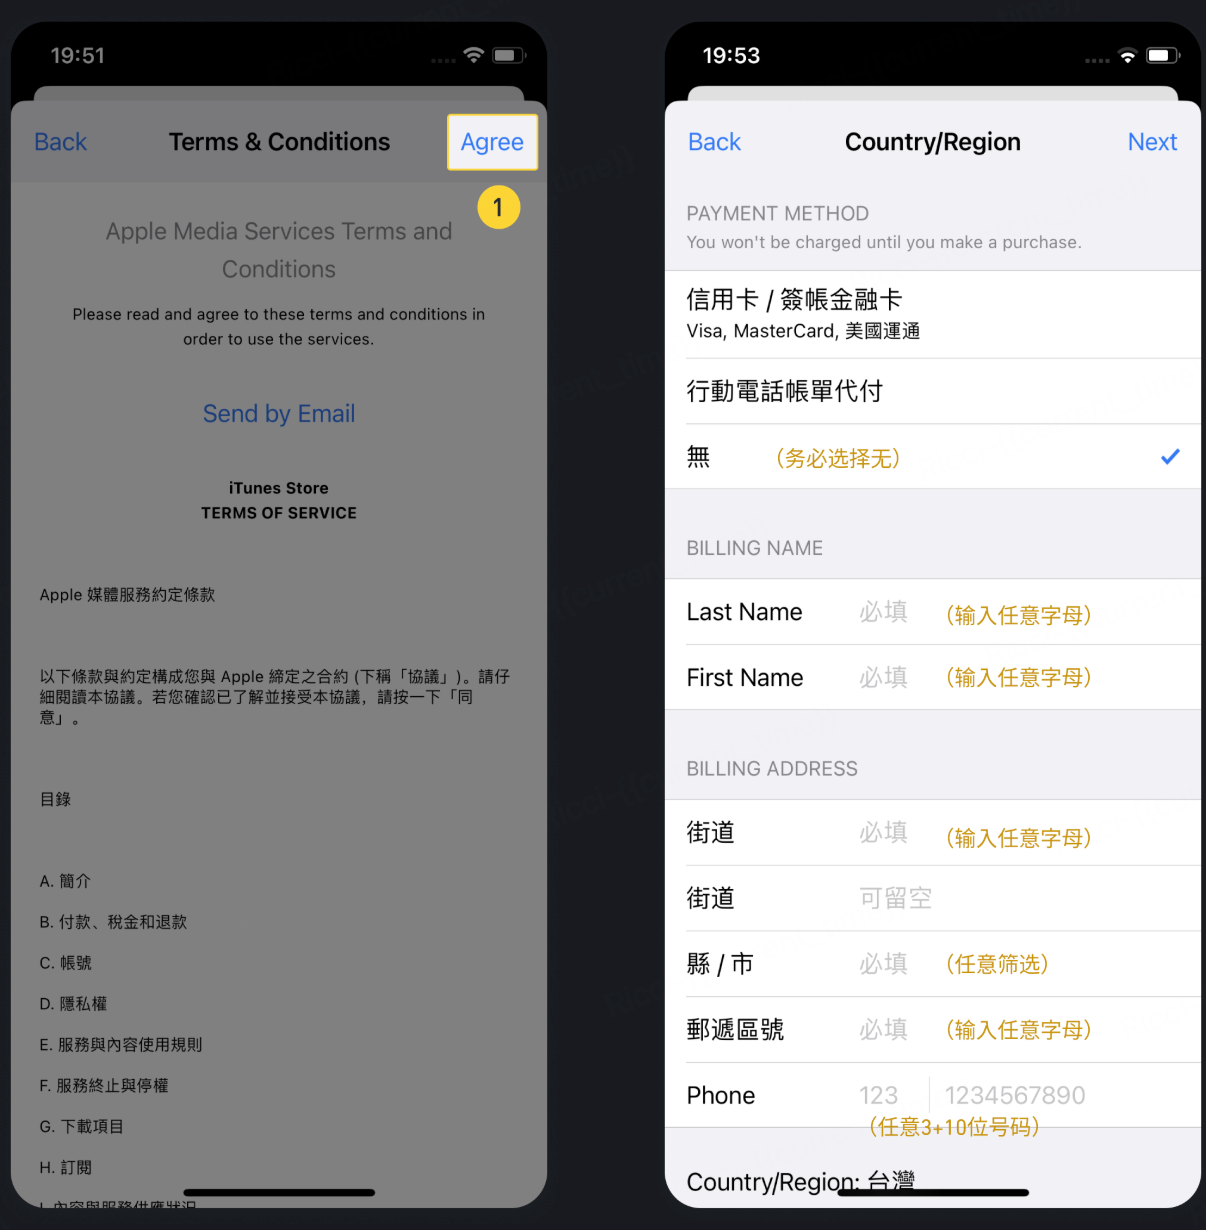 19:51
Back
Terms & Conditions
Agree
1
Apple Media Services Terms and
Conditions
Please read and agree to these terms and conditions in
order to use the services.
Send by Email
iTunes Store
TERMS OF SERVICE
Apple 媒體服務約定條款
以下條款與約定構成您與 Apple 締定之合約 (下稱「協議」)。請仔
細閱讀本協議。若您確認已了解並接受本協議，請按一下「同
意」。
目錄
A. 簡介
B. 付款、稅金和退款
C. 帳號
D. 隱私權
E. 服務與內容使用規則
F. 服務終止與停權
G. 下載項目
H. 訂閱
I. 內容與服務供應狀況
19:53
Back
Country/Region
Next
PAYMENT METHOD
You won't be charged until you make a purchase.
信用卡 / 簽帳金融卡
Visa, MasterCard, 美國運通
行動電話帳單代付
無 （务必选择无）
BILLING NAME
Last Name 必填 （输入任意字母）
First Name 必填 （输入任意字母）
BILLING ADDRESS
街道 必填 （输入任意字母）
街道 可留空
縣 / 市 必填 （任意筛选）
郵遞區號 必填 （输入任意字母）
Phone 123 1234567890
（任意3+10位号码）
Country/Region: 台灣